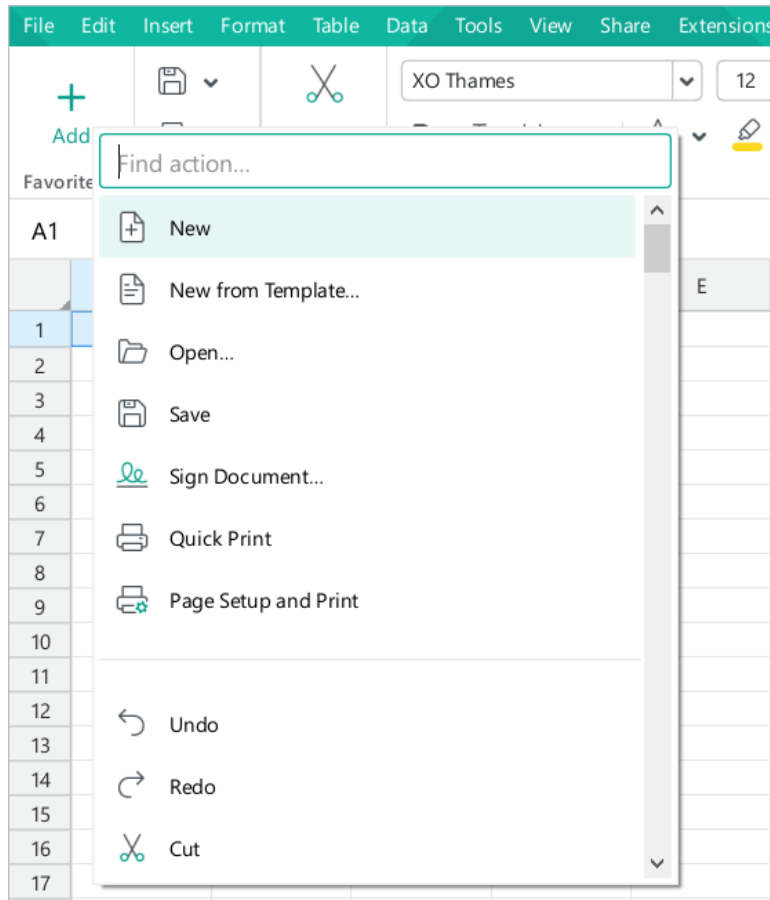 File Edit Insert Format Table Data Tools View Share Extensions
XO Thames 12
Add
Favorite
Find action...
A1
New
E
New from Template...
1
Open...
2
3
Save
4
5
Sign Document...
6
7
Quick Print
8
9
Page Setup and Print
10
11
12
Undo
13
14
Redo
15
16
Cut
17